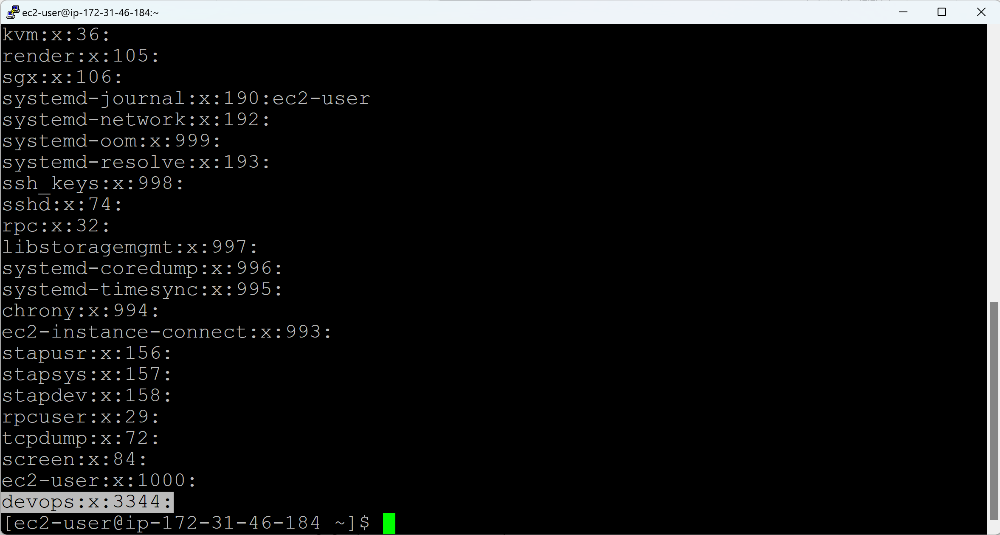 ec2-user@ip-172-31-46-184:~
kvm:x:36:
render:x:105:
sgx:x:106:
systemd-journal:x:190:ec2-user
systemd-network:x:192:
systemd-oom:x:999:
systemd-resolve:x:193:
ssh_keys:x:998:
sshd:x:74:
rpc:x:32:
libstoragemgmt:x:997:
systemd-coredump:x:996:
systemd-timesync:x:995:
chrony:x:994:
ec2-instance-connect:x:993:
stapusr:x:156:
stapsys:x:157:
stapdev:x:158:
rpcuser:x:29:
tcpdump:x:72:
screen:x:84:
ec2-user:x:1000:
devops:x:3344:
[ec2-user@ip-172-31-46-184 ~]$